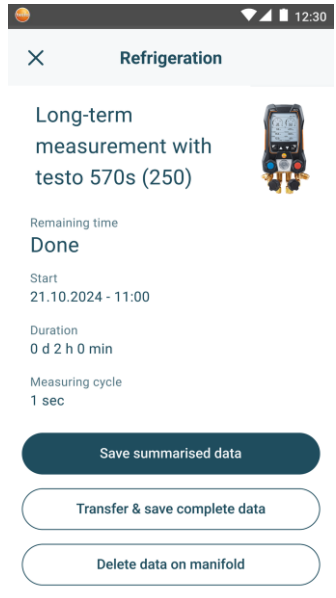 12:30
Refrigeration
Long-term
measurement with
testo 570s (250)
Remaining time
Done
Start
21.10.2024 - 11:00
Duration
0 d 2 h 0 min
Measuring cycle
1 sec
Save summarised data
Transfer & save complete data
Delete data on manifold